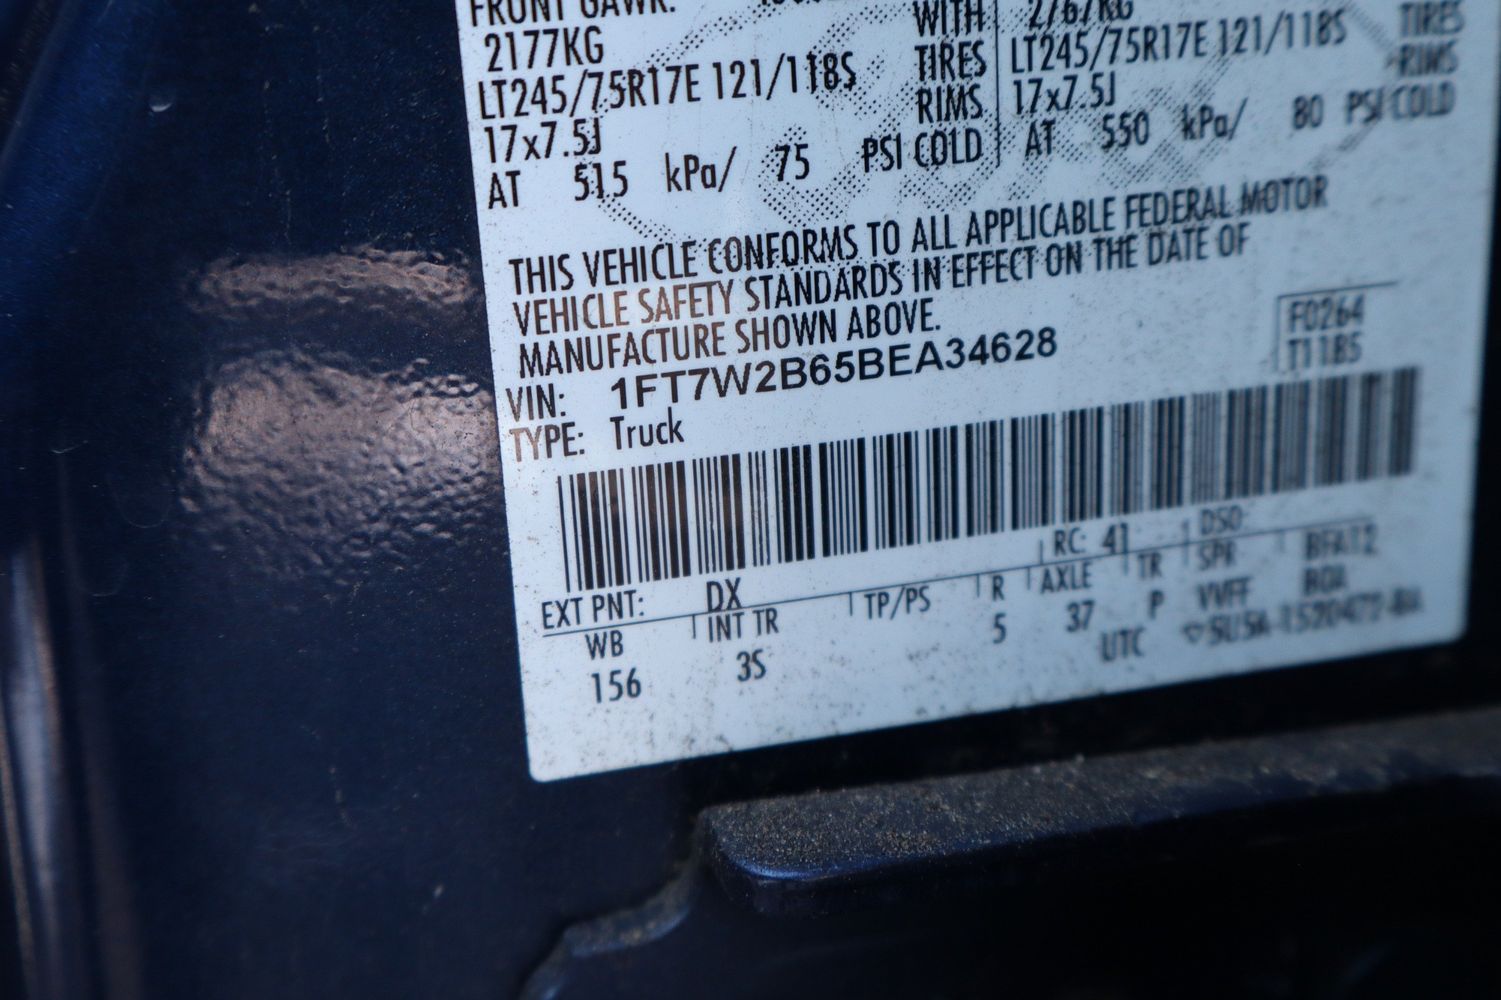 FRONT GAWR:
2177KG WITH 2767KG TIRES
LT245/75R17E 121/118S TIRES LT245/75R17E 121/118S RIMS
17x7.5J RIMS 17x7.5J
AT 515 kPa/ 75 PSI COLD AT 550 kPa/ 80 PSI COLD
THIS VEHICLE CONFORMS TO ALL APPLICABLE FEDERAL MOTOR
VEHICLE SAFETY STANDARDS IN EFFECT ON THE DATE OF
MANUFACTURE SHOWN ABOVE.
VIN: 1FT7W2B65BEA34628 F0264
TYPE: Truck T1185
EXT PNT: DX RC: 41 DSO:
WB INT TR TP/PS R AXLE TR SPR BFA12
156 3S 5 37 P VVFF
UTC